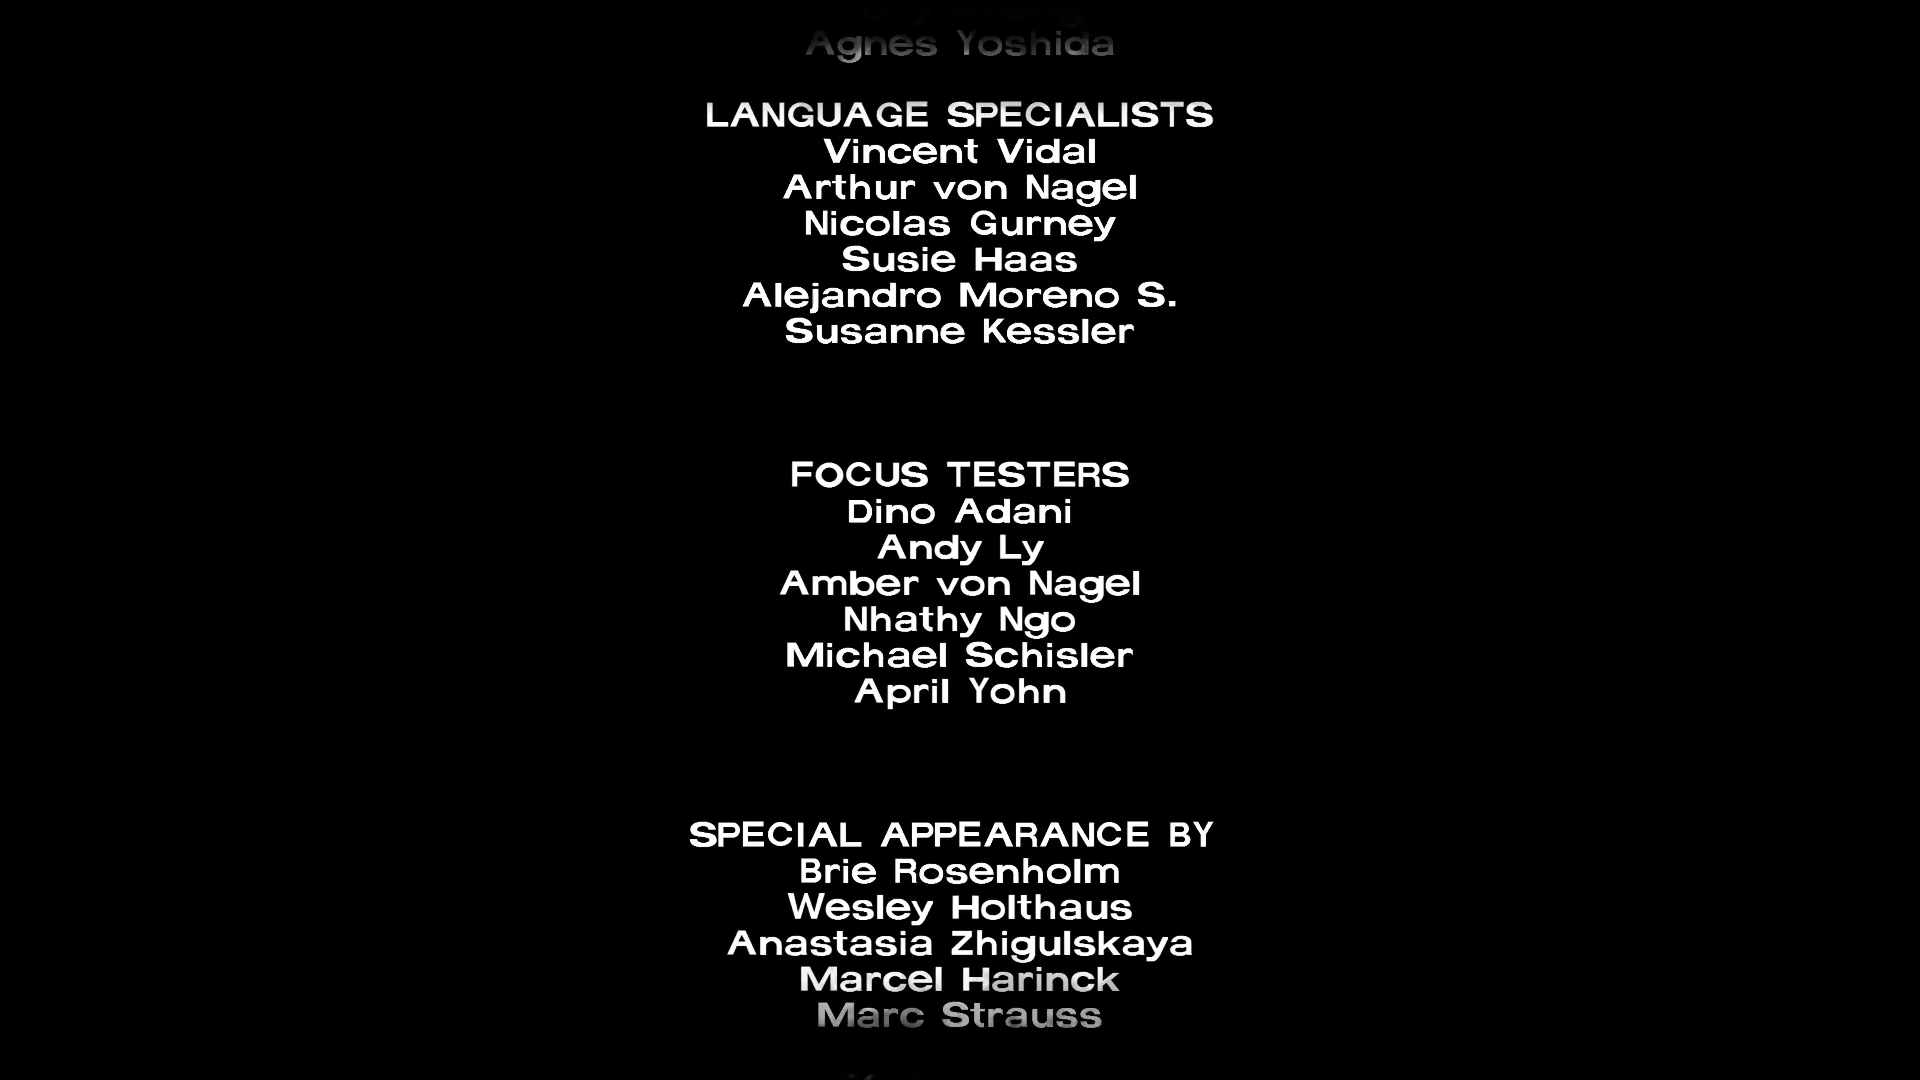 Agnes Yoshida
LANGUAGE SPECIALISTS
Vincent Vidal
Arthur von Nagel
Nicolas Gurney
Susie Haas
Alejandro Moreno S.
Susanne Kessler
FOCUS TESTERS
Dino Adani
Andy Ly
Amber von Nagel
Nhathy Ngo
Michael Schisler
April Yohn
SPECIAL APPEARANCE BY
Brie Rosenholm
Wesley Holthaus
Anastasia Zhigulskaya
Marcel Harinck
Marc Strauss